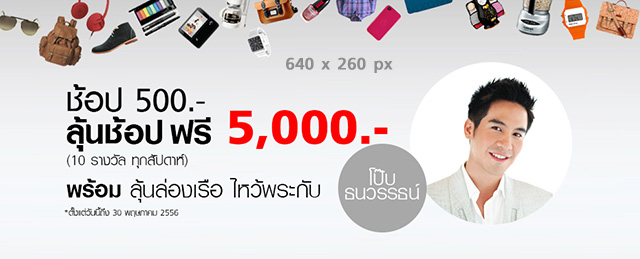 640 x 260 px
ช้อป 500.-
ลุ้นช้อป ฟรี 5,000.-
(10 รางวัล ทุกสัปดาห์)
พร้อม ลุ้นล่องเรือ ไหว้พระกับ
โป๊บ
ธนวรรธน์
*ตั้งแต่วันนี้ถึง 30 พฤษภาคม 2556